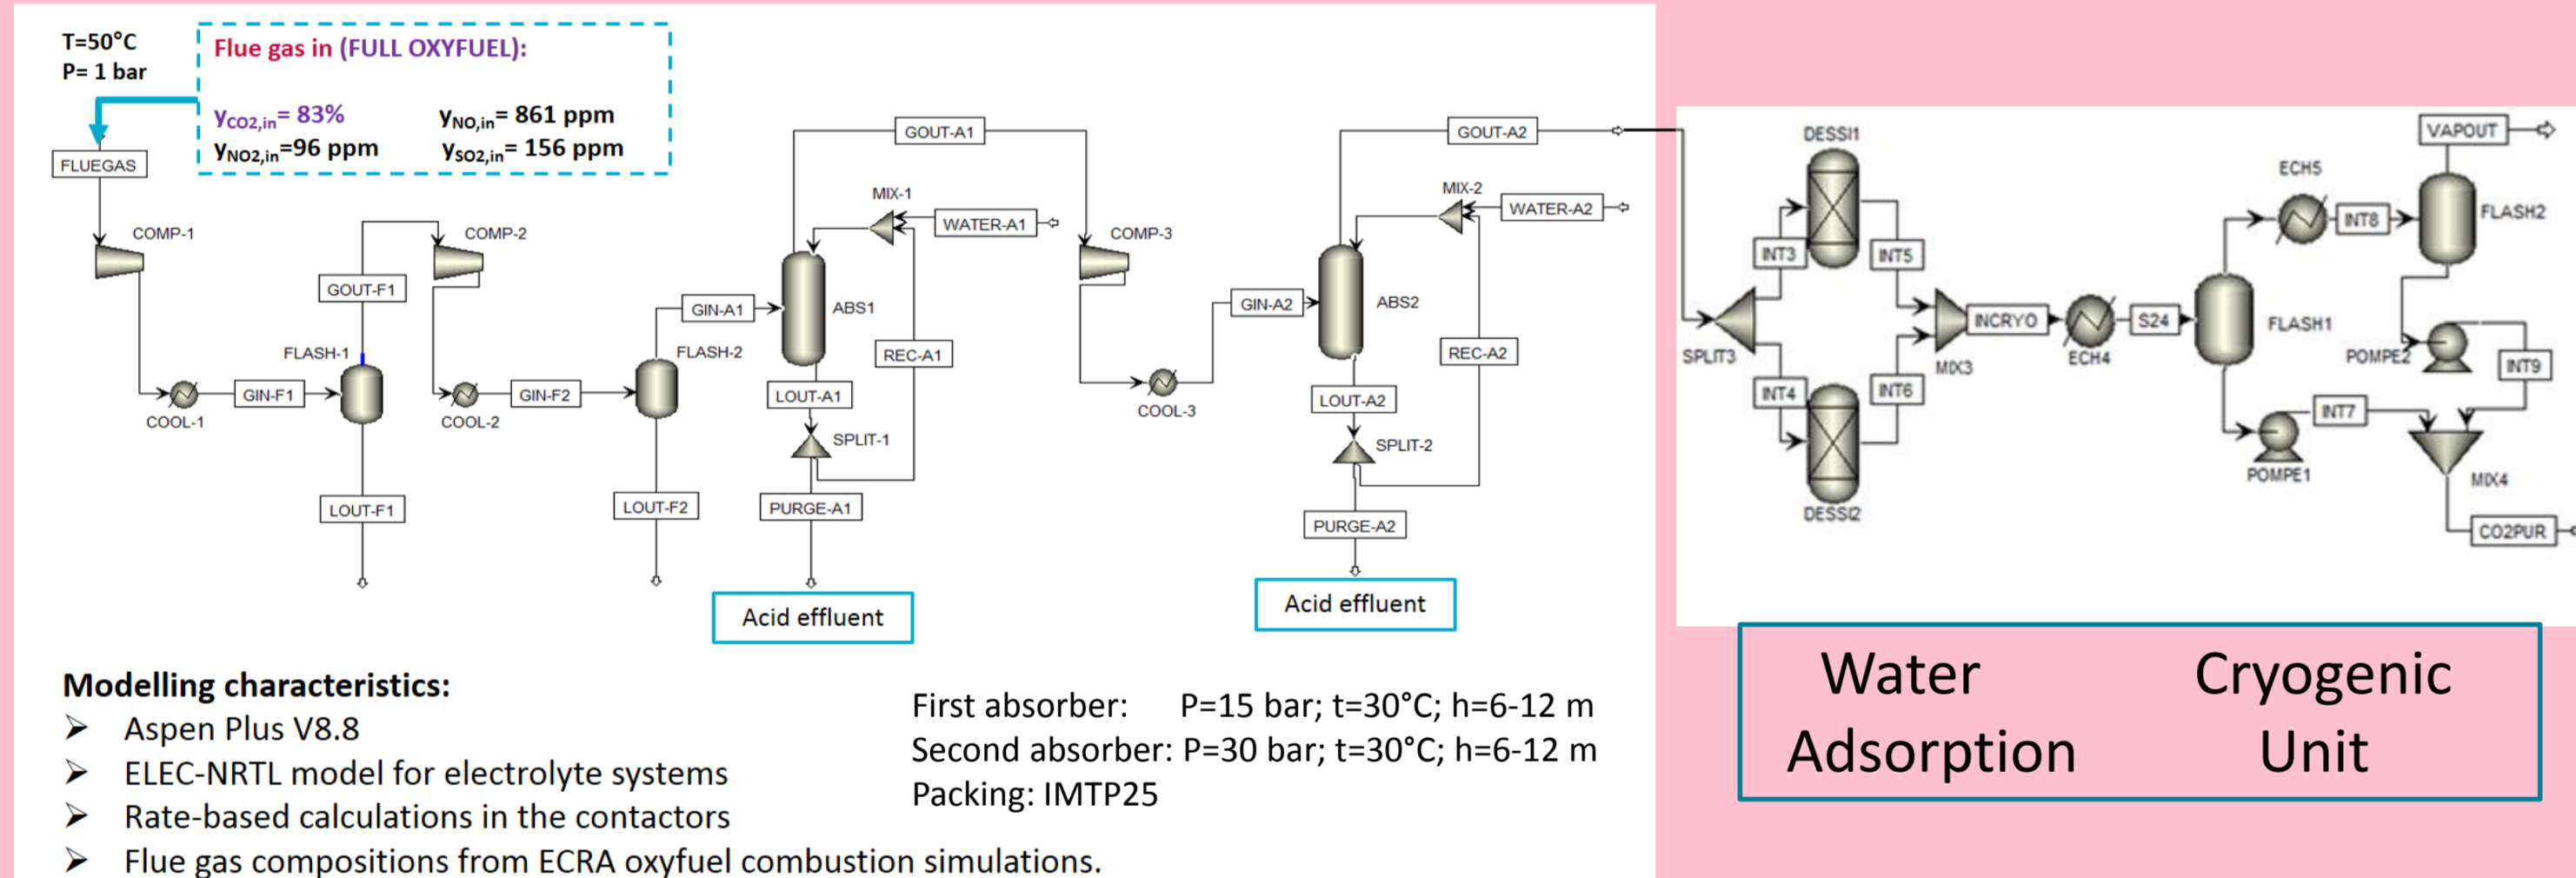 T=50°C
P= 1 bar
Flue gas in (FULL OXYFUEL):
yCO2,in= 83%
yNO,in= 861 ppm
yNO2,in=96 ppm
ySO2,in= 156 ppm
FLUEGAS
COMP-1
COOL-1
GIN-F1
FLASH-1
GOUT-F1
LOUT-F1
COMP-2
COOL-2
GIN-F2
FLASH-2
LOUT-F2
GIN-A1
ABS1
GOUT-A1
MIX-1
WATER-A1
REC-A1
LOUT-A1
SPLIT-1
PURGE-A1
Acid effluent
COMP-3
COOL-3
GIN-A2
ABS2
GOUT-A2
MIX-2
WATER-A2
REC-A2
LOUT-A2
SPLIT-2
PURGE-A2
Acid effluent
SPLIT3
INT3
INT4
DESSI1
DESSI2
INT5
INT6
MIX3
INCRYO
ECH4
S24
FLASH1
ECH5
INT8
FLASH2
VAPOUT
POMPE2
INT9
POMPE1
INT7
MIX4
CO2PUR
Modelling characteristics:
➢ Aspen Plus V8.8
➢ ELEC-NRTL model for electrolyte systems
➢ Rate-based calculations in the contactors
➢ Flue gas compositions from ECRA oxyfuel combustion simulations.
First absorber: P=15 bar; t=30°C; h=6-12 m
Second absorber: P=30 bar; t=30°C; h=6-12 m
Packing: IMTP25
Water
Adsorption
Cryogenic
Unit